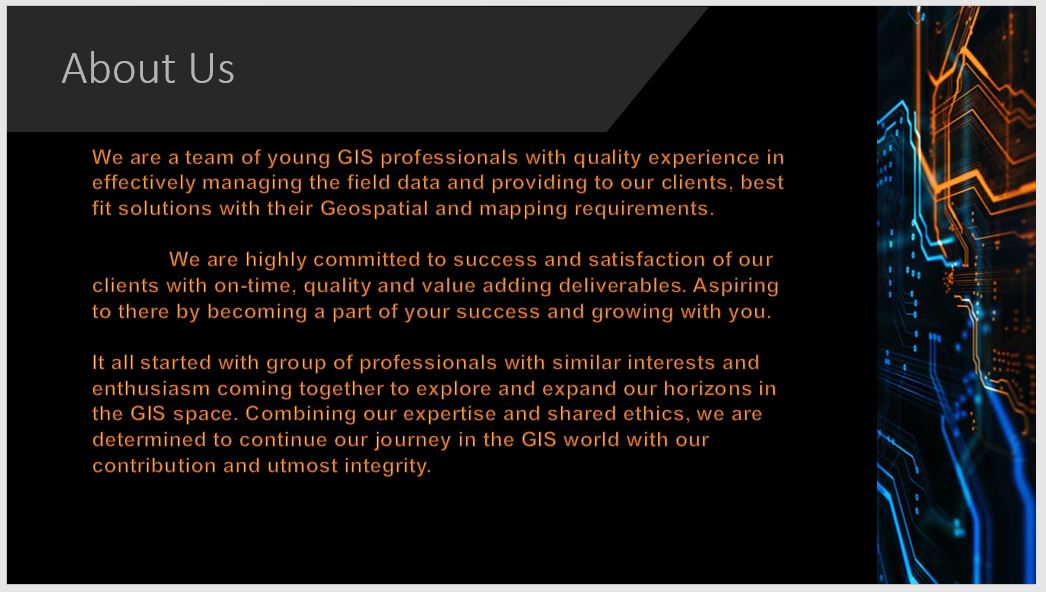 About Us
We are a team of young GIS professionals with quality experience in
effectively managing the field data and providing to our clients, best
fit solutions with their Geospatial and mapping requirements.
We are highly committed to success and satisfaction of our
clients with on-time, quality and value adding deliverables. Aspiring
to there by becoming a part of your success and growing with you.
It all started with group of professionals with similar interests and
enthusiasm coming together to explore and expand our horizons in
the GIS space. Combining our expertise and shared ethics, we are
determined to continue our journey in the GIS world with our
contribution and utmost integrity.